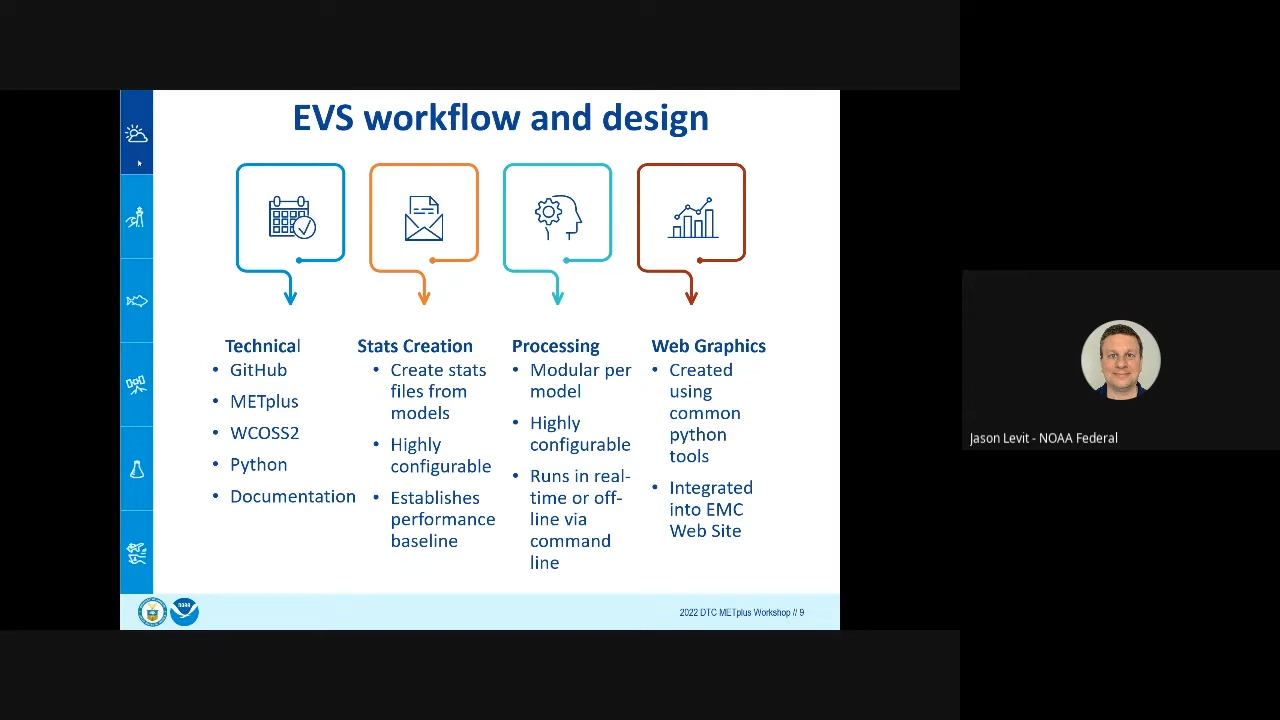 EVS workflow and design
Technical
• GitHub
• METplus
• WCOSS2
• Python
• Documentation
Stats Creation
• Create stats
files from
models
• Highly
configurable
• Establishes
performance
baseline
Processing
• Modular per
model
• Highly
configurable
• Runs in real-
time or off-
line via
command
line
Web Graphics
• Created
using
common
python
tools
• Integrated
into EMC
Web Site
NOAA
2022 DTC METplus Workshop // 9
Jason Levit - NOAA Federal